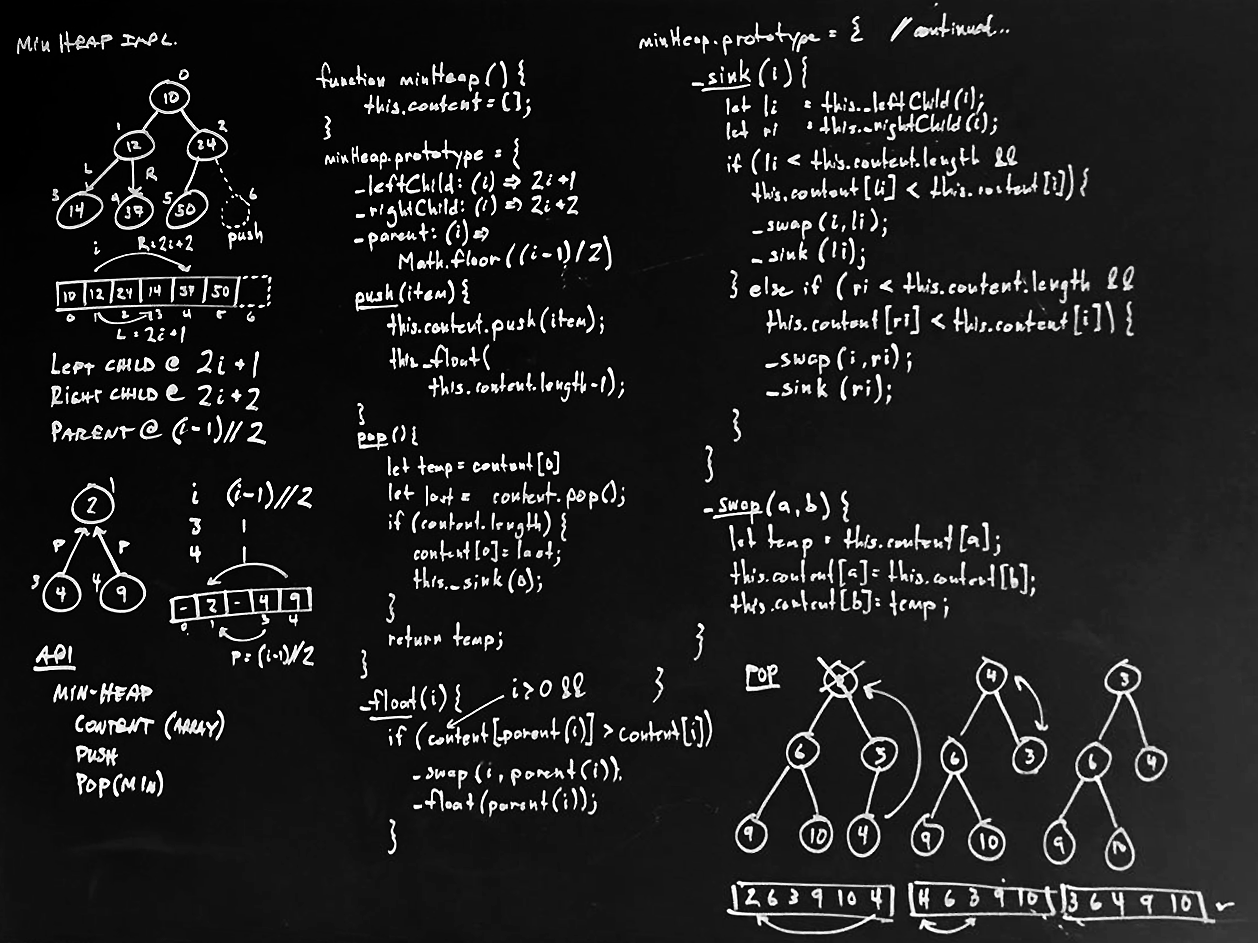 MIN HEAP IMPL.
0
10
1
2
12
24
L
R
3
4
5
6
14
37
50
push
i
R=2i+2
10 12 24 14 37 50
0 1 2 3 4 5 6
L = 2i+1
LEFT CHILD @ 2i+1
RIGHT CHILD @ 2i+2
PARENT @ (i-1)//2
1
2
P
P
3
4
4
9
i (i-1)//2
3 1
4 1
- 2 - 4 9
0 1 3 4
P = (i-1)//2
API
MIN-HEAP
CONTENT (ARRAY)
PUSH
POP(MIN)
function minHeap() {
this.content = [];
}
minHeap.prototype = {
_leftChild: (i) => 2i+1
_rightChild: (i) => 2i+2
_parent: (i) =>
Math.floor((i-1)/2)
push(item) {
this.content.push(item);
this._float(
this.content.length-1);
}
pop() {
let temp = content[0]
let last = content.pop();
if (content.length) {
content[0] = last;
this._sink(0);
}
return temp;
}
_float(i) {
i>0 &&
if (content[_parent(i)] > content[i])
_swap(i, parent(i));
_float(parent(i));
}
}
minHeap.prototype = { // continued...
_sink(i) {
let li = this._leftChild(i);
let ri = this._rightChild(i);
if (li < this.content.length &&
this.content[li] < this.content[i]) {
_swap(i, li);
_sink(li);
} else if (ri < this.content.length &&
this.content[ri] < this.content[i]) {
_swap(i, ri);
_sink(ri);
}
}
_swap(a, b) {
let temp = this.content[a];
this.content[a] = this.content[b];
this.content[b] = temp;
}
POP
6
3
9
10
4
4
6
3
9
10
3
6
4
9
10
2 6 3 9 10 4
4 6 3 9 10
3 6 4 9 10